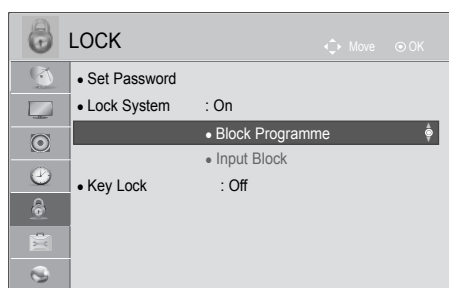 LOCK
Move OK
• Set Password
• Lock System : On
• Block Programme
• Input Block
• Key Lock : Off